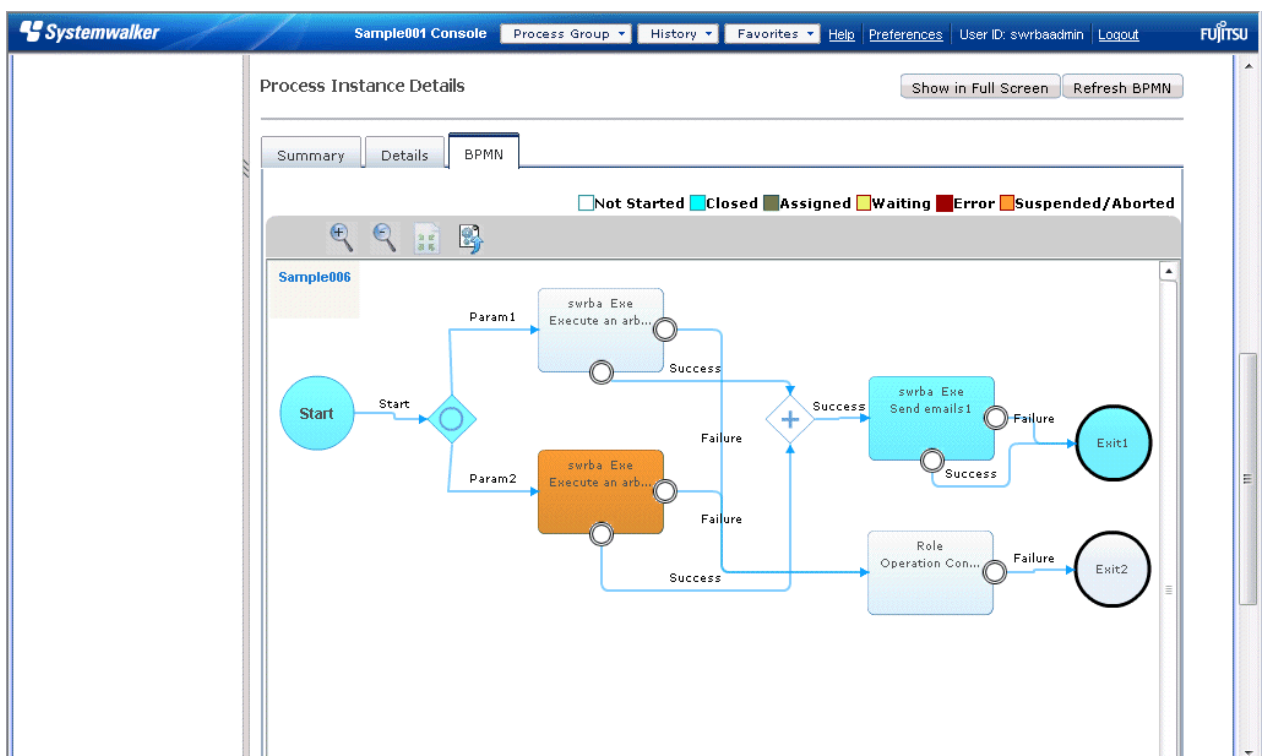 Systemwalker
Sample001 Console Process Group History Favorites Help Preferences User ID: swrbaadmin Logout
FUJITSU
Process Instance Details
Show in Full Screen Refresh BPMN
Summary Details BPMN
Not Started Closed Assigned Waiting Error Suspended/Aborted
Sample006
swrba Exe
Execute an arb...
Param1
Success
swrba Exe
Send emails1
Start
Start
Success
Failure
Exit1
Failure
swrba Exe
Execute an arb...
Param2
Success
Failure
Role
Operation Con...
Failure
Exit2
Success